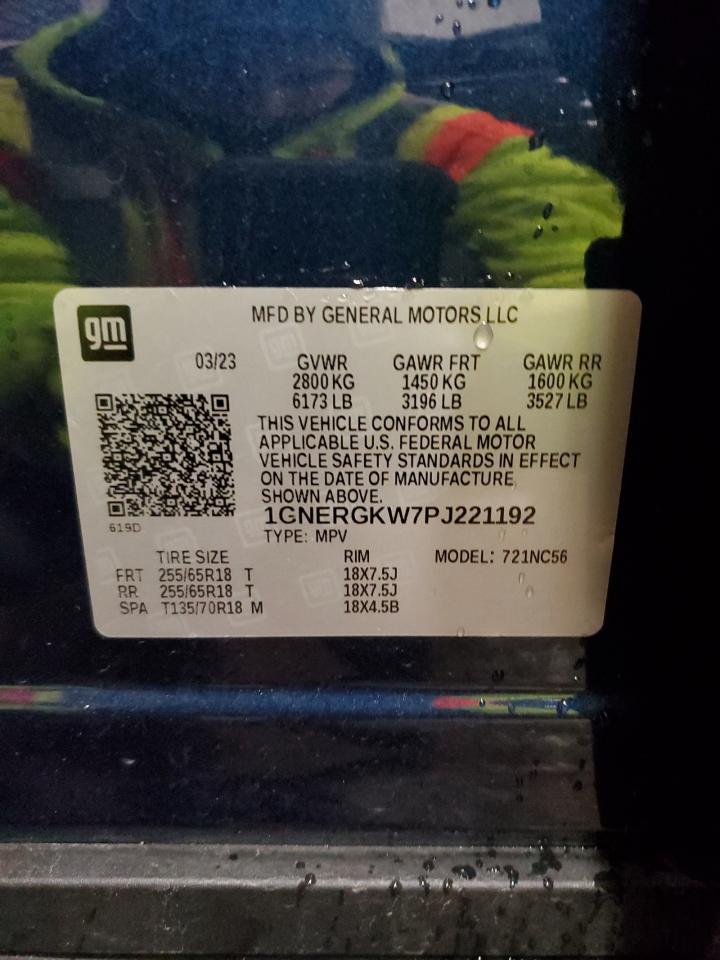 gm
MFD BY GENERAL MOTORS LLC
03/23 GVWR GAWR FRT GAWR RR
2800 KG 1450 KG 1600 KG
6173 LB 3196 LB 3527 LB
THIS VEHICLE CONFORMS TO ALL
APPLICABLE U.S. FEDERAL MOTOR
VEHICLE SAFETY STANDARDS IN EFFECT
ON THE DATE OF MANUFACTURE
SHOWN ABOVE.
1GNERGKW7PJ221192
619D
TYPE: MPV
TIRE SIZE RIM MODEL: 721NC56
FRT 255/65R18 T 18X7.5J
RR 255/65R18 T 18X7.5J
SPA T135/70R18 M 18X4.5B